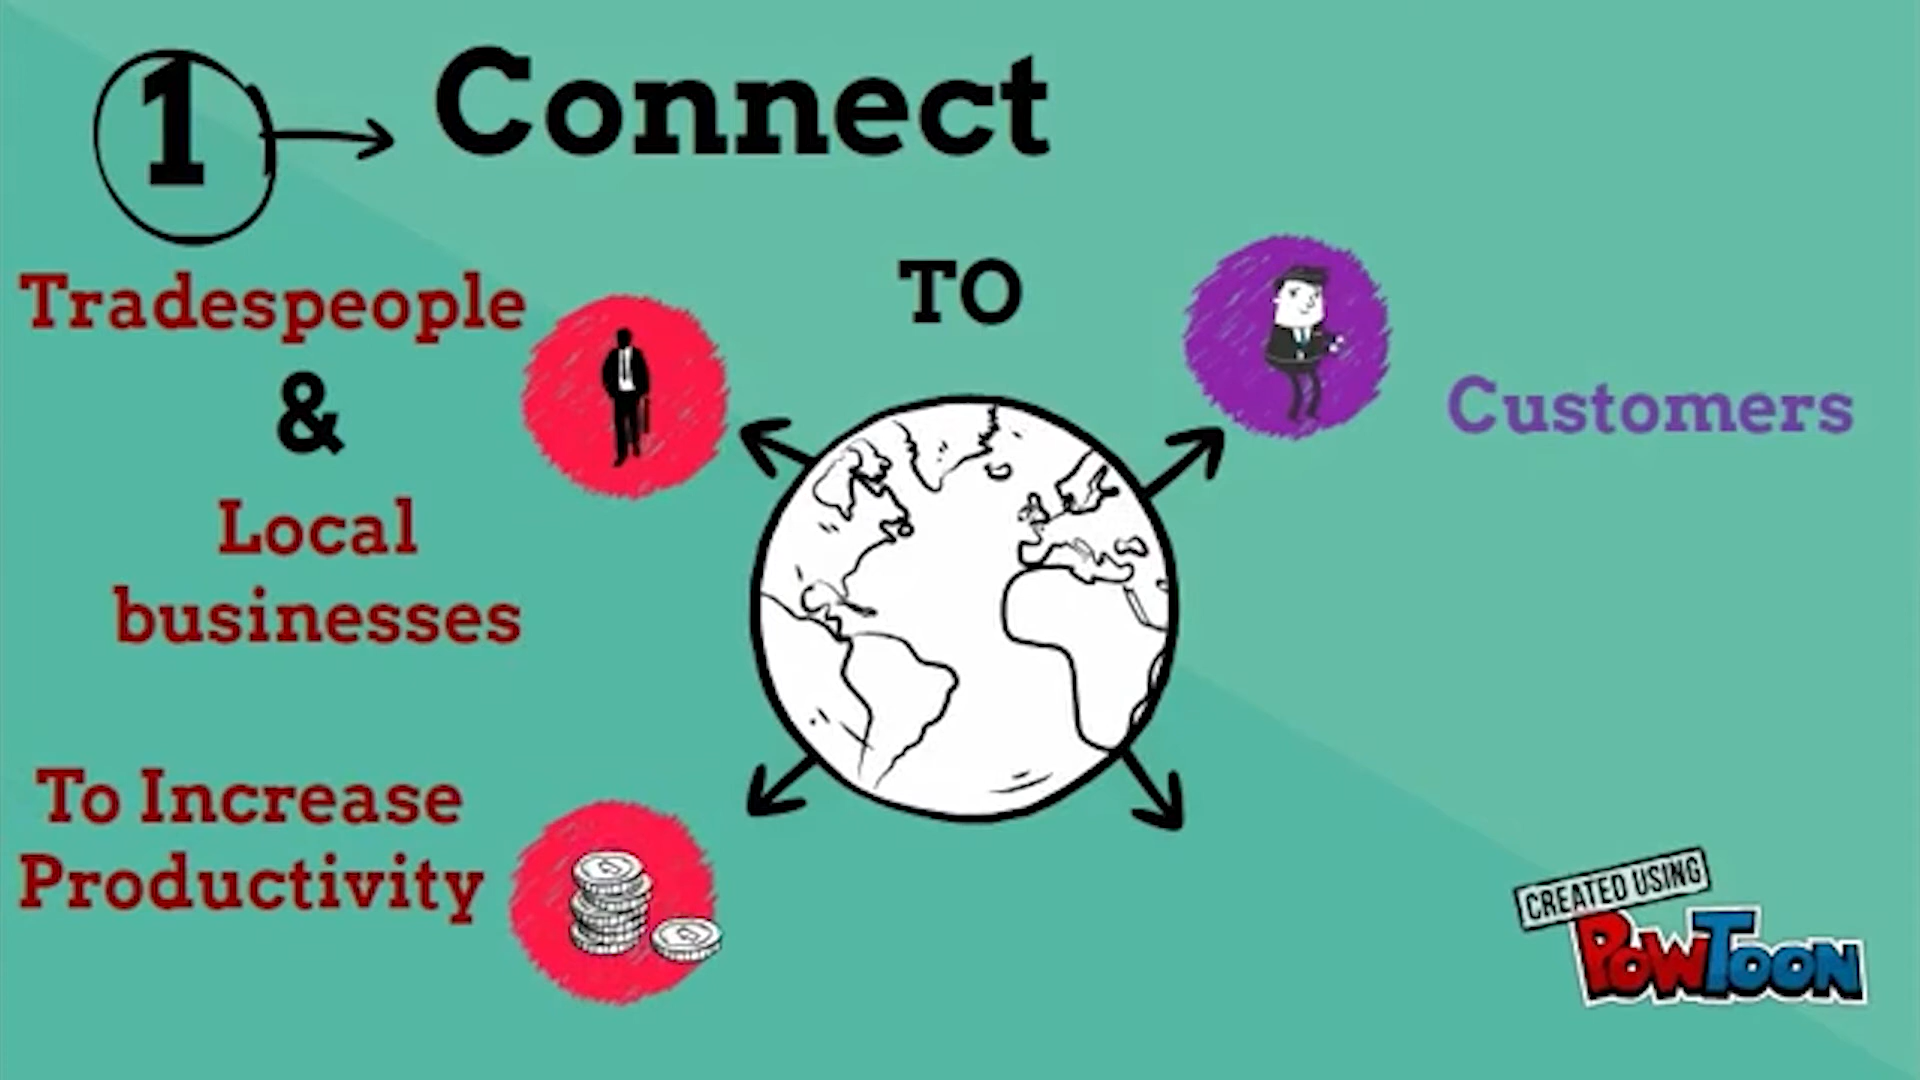 1
Connect
Tradespeople
&
Local
businesses
TO
Customers
To Increase
Productivity
CREATED USING
POWTOON